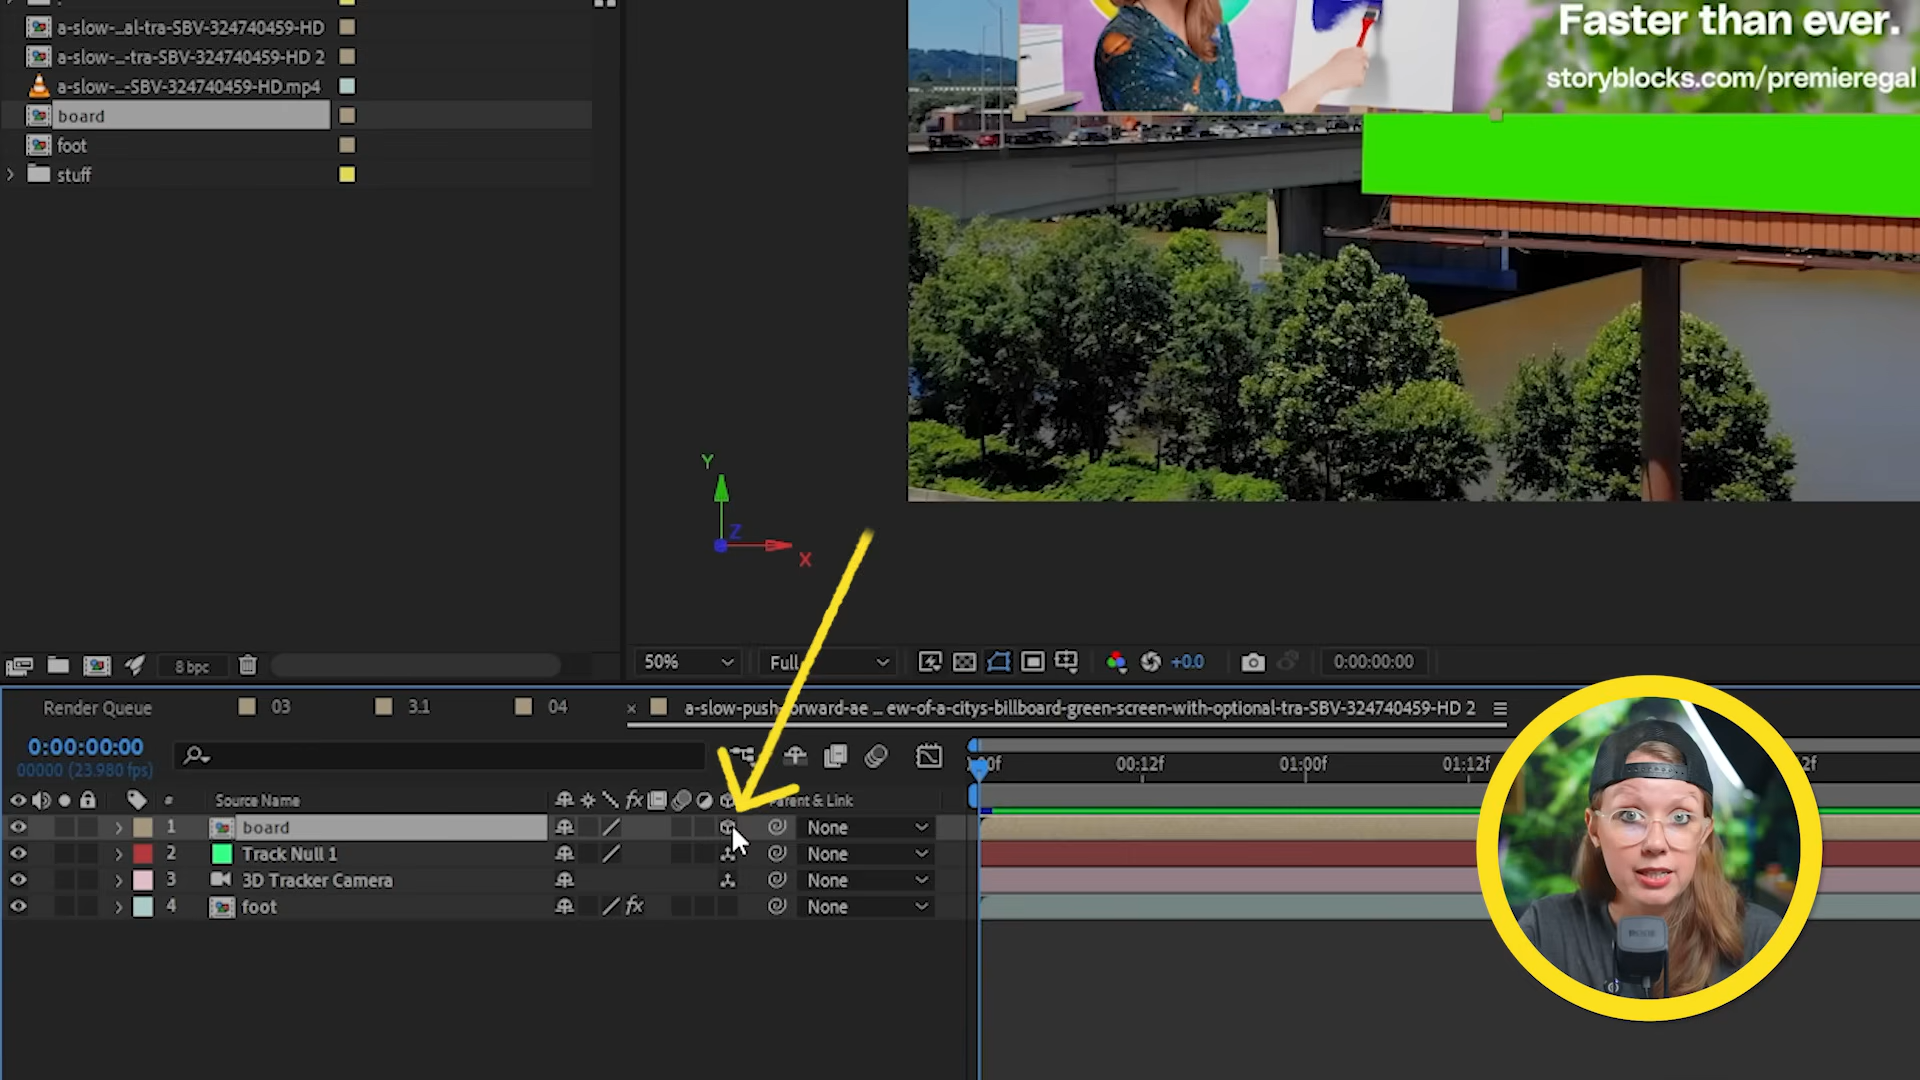 a-slow-...al-tra-SBV-324740459-HD
a-slow-...-tra-SBV-324740459-HD 2
a-slow-...-SBV-324740459-HD.mp4
board
foot
stuff
Faster than ever.
storyblocks.com/premieregal
Y
Z
X
8 bpc
50%
Full
+0.0
0:00:00:00
Render Queue
03
3.1
04
a-slow-push-forward-ae ... ew-of-a-citys-billboard-green-screen-with-optional-tra-SBV-324740459-HD 2
0:00:00:00
00000 (23.980 fps)
00:12f
01:00f
01:12f
#
Source Name
fx
Parent & Link
1
board
None
2
Track Null 1
None
3
3D Tracker Camera
None
4
foot
fx
None